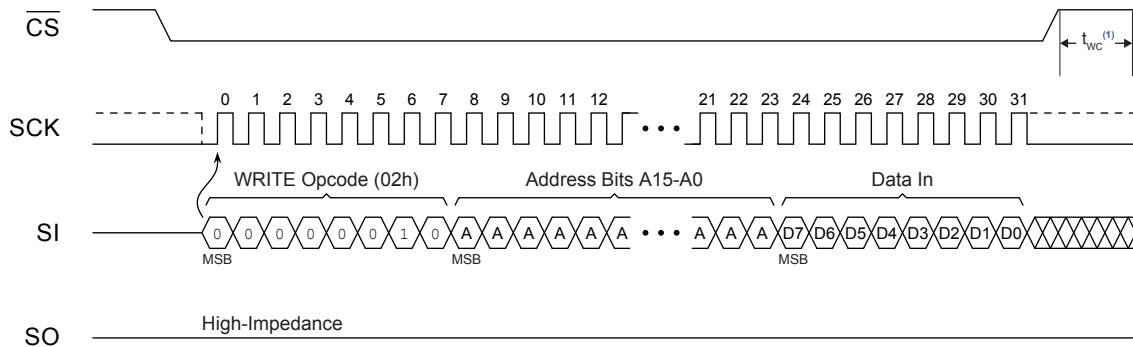 CS
t_WC(1)
0 1 2 3 4 5 6 7 8 9 10 11 12 21 22 23 24 25 26 27 28 29 30 31
SCK • • •
WRITE Opcode (02h) Address Bits A15-A0 Data In
SI 0 0 0 0 0 0 1 0 A A A A A A • • • A A A D7 D6 D5 D4 D3 D2 D1 D0
MSB MSB MSB
High-Impedance
SO